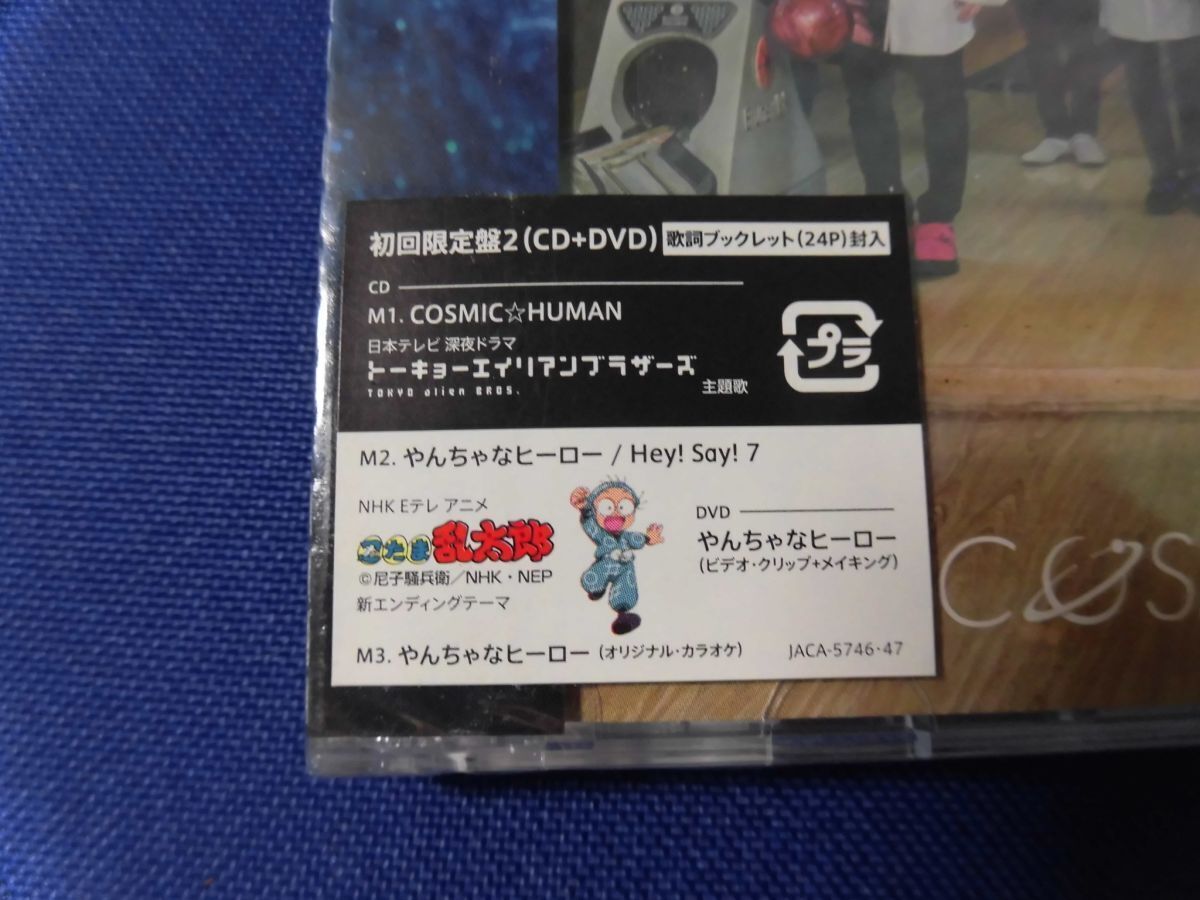 初回限定盤2(CD+DVD) 歌詞ブックレット(24P)封入
CD
M1. COSMIC☆HUMAN
日本テレビ 深夜ドラマ
トーキョーエイリアンブラザーズ
TOKYO alien BROS.
主題歌
プラ
M2. やんちゃなヒーロー / Hey! Say! 7
NHK Eテレ アニメ
忍たま乱太郎
©尼子騒兵衛/NHK・NEP
新エンディングテーマ
DVD
やんちゃなヒーロー
(ビデオ・クリップ+メイキング)
M3. やんちゃなヒーロー (オリジナル・カラオケ)
JACA-5746・47
COS